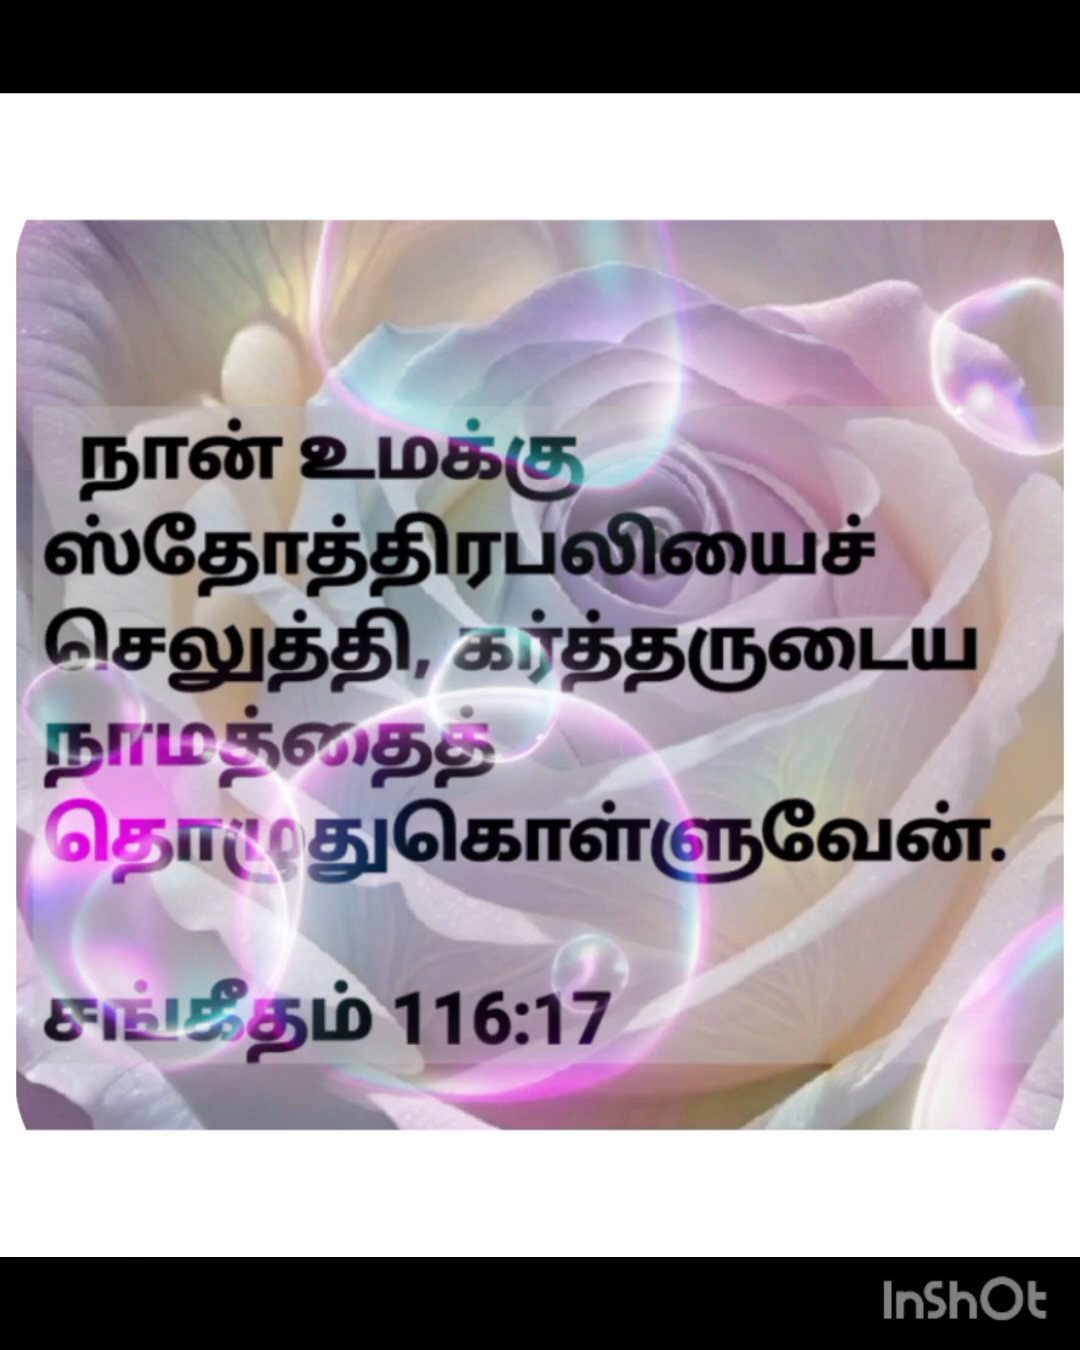 நான் உமக்கு
ஸ்தோத்திரபலியைச்
செலுத்தி, கர்த்தருடைய
நாமத்தைத்
தொழுதுகொள்ளுவேன்.
சங்கீதம் 116:17
InShOt